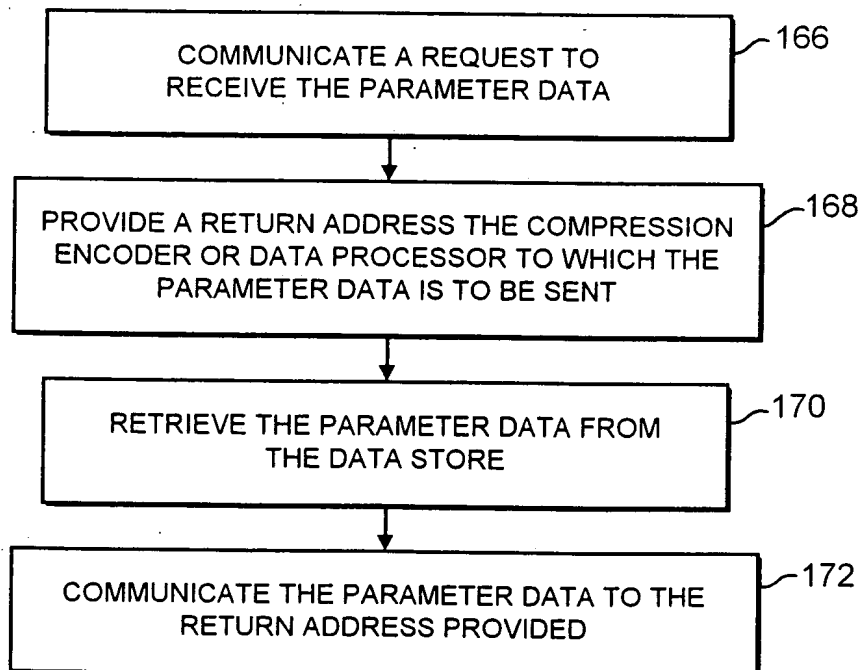 COMMUNICATE A REQUEST TO
RECEIVE THE PARAMETER DATA
166
PROVIDE A RETURN ADDRESS THE COMPRESSION
ENCODER OR DATA PROCESSOR TO WHICH THE
PARAMETER DATA IS TO BE SENT
168
RETRIEVE THE PARAMETER DATA FROM
THE DATA STORE
170
COMMUNICATE THE PARAMETER DATA TO THE
RETURN ADDRESS PROVIDED
172